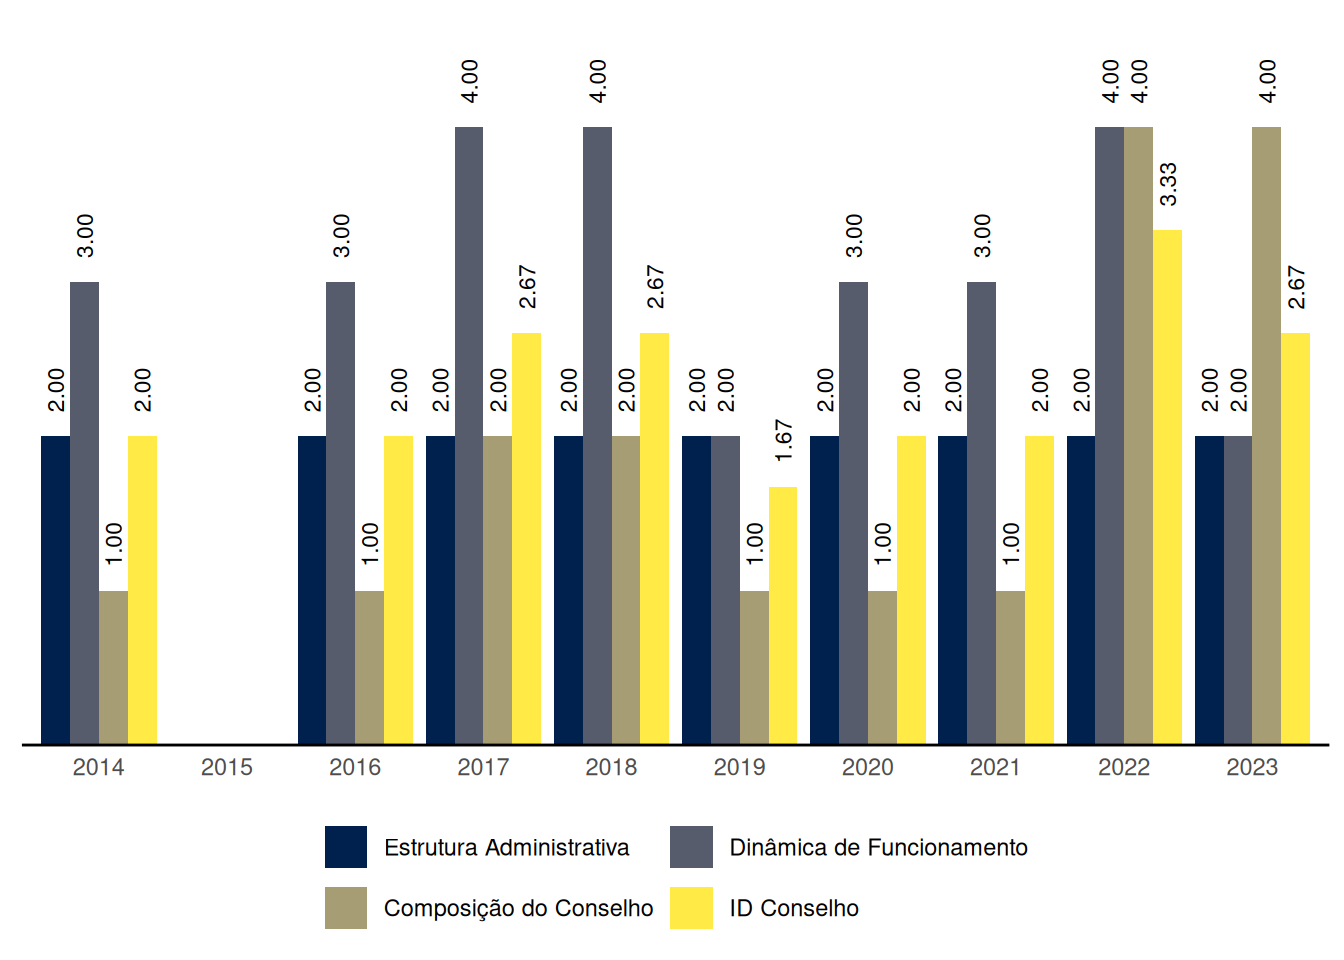 4.00 4.00 4.00 4.00 4.00
3.33
3.00 3.00 3.00 3.00
2.67 2.67 2.67
2.00 2.00 2.00 2.00 2.00 2.00 2.00 2.00 2.00 2.00 2.00 2.00 2.00 2.00 2.00 2.00
1.67
1.00 1.00 1.00 1.00 1.00
2014 2015 2016 2017 2018 2019 2020 2021 2022 2023
Estrutura Administrativa Dinâmica de Funcionamento
Composição do Conselho ID Conselho